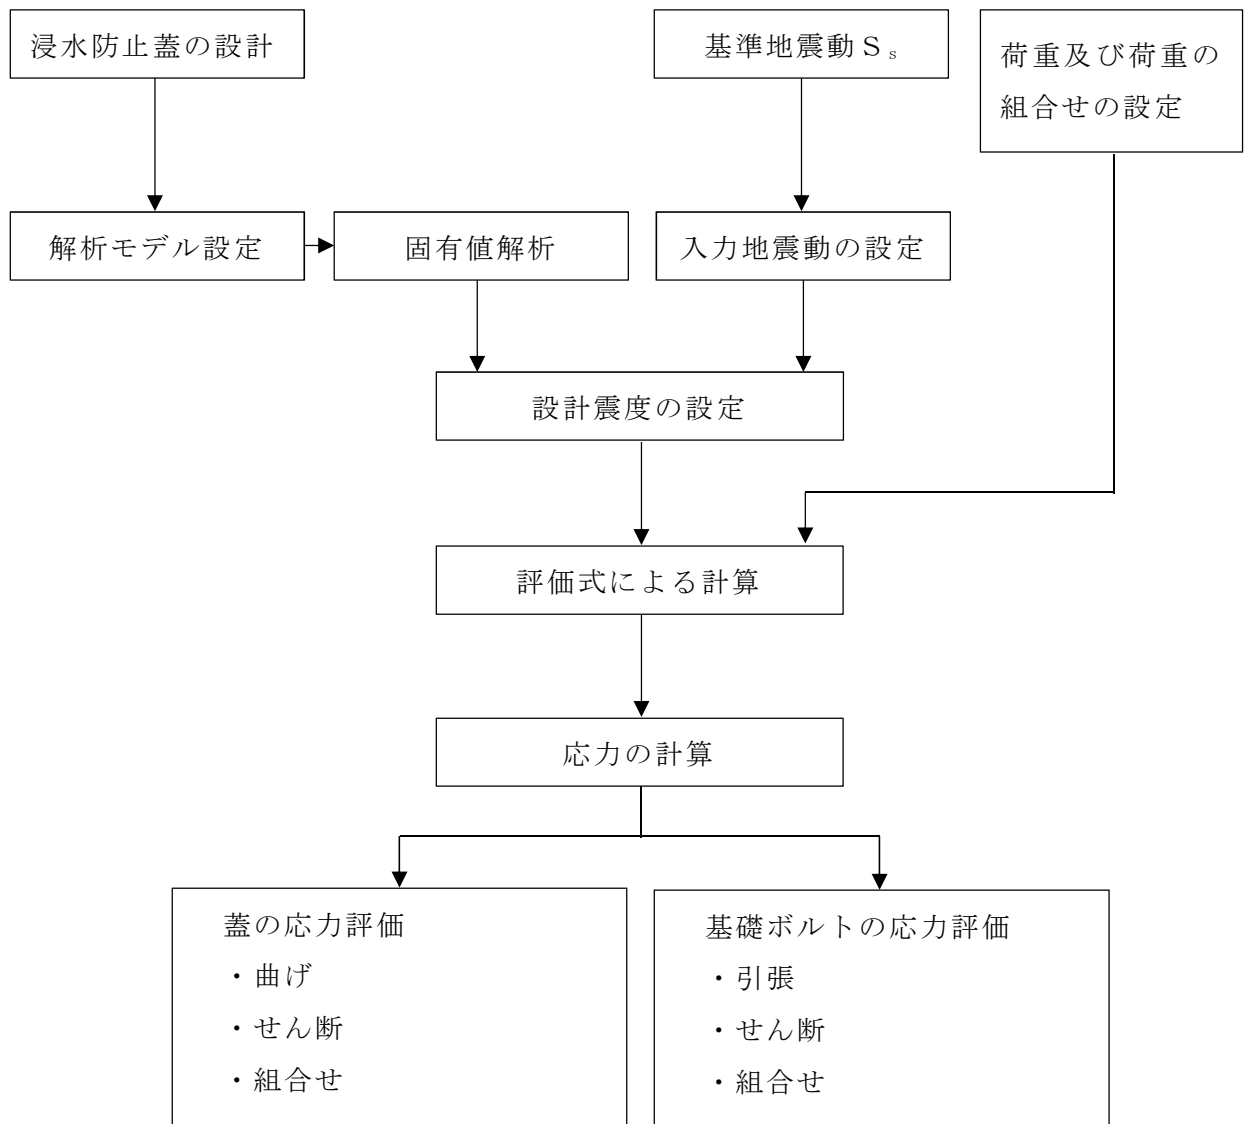 浸水防止蓋の設計
基準地震動Ｓｓ
荷重及び荷重の
組合せの設定
解析モデル設定
固有値解析
入力地震動の設定
設計震度の設定
評価式による計算
応力の計算
蓋の応力評価
・曲げ
・せん断
・組合せ
基礎ボルトの応力評価
・引張
・せん断
・組合せ